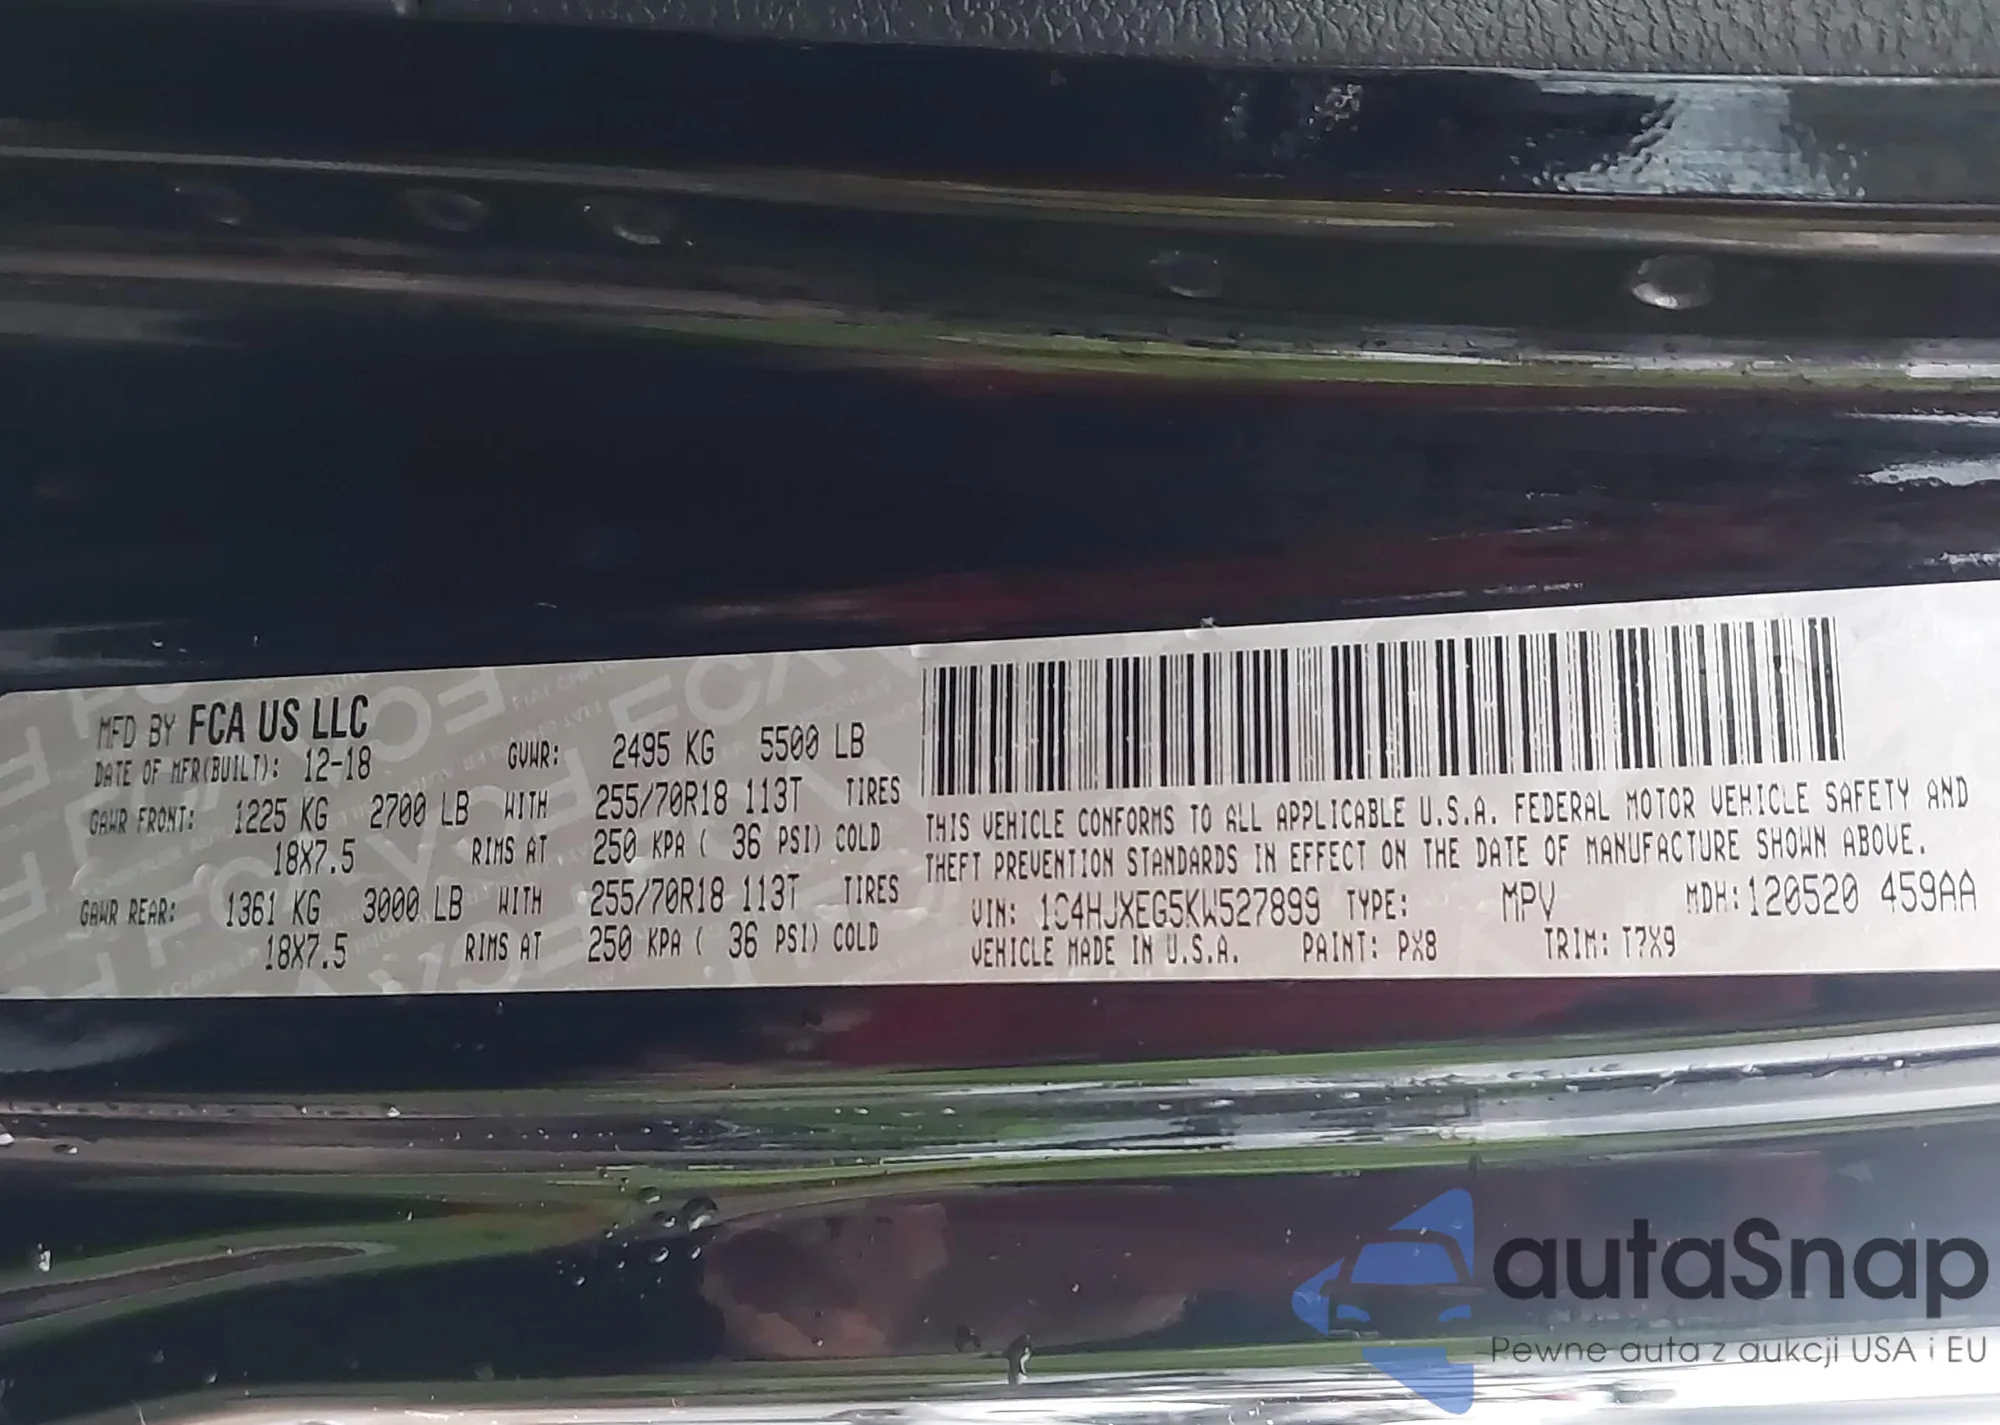 MFD BY FCA US LLC
DATE OF MFR(BUILT): 12-18 GVWR: 2495 KG 5500 LB
GAWR FRONT: 1225 KG 2700 LB WITH 255/70R18 113T TIRES
18X7.5 RIMS AT 250 KPA ( 36 PSI) COLD
GAWR REAR: 1361 KG 3000 LB WITH 255/70R18 113T TIRES
18X7.5 RIMS AT 250 KPA ( 36 PSI) COLD
THIS VEHICLE CONFORMS TO ALL APPLICABLE U.S.A. FEDERAL MOTOR VEHICLE SAFETY AND
THEFT PREVENTION STANDARDS IN EFFECT ON THE DATE OF MANUFACTURE SHOWN ABOVE.
VIN: 1C4HJXEG5KW527899 TYPE: MPV MDH: 120520 459AA
VEHICLE MADE IN U.S.A. PAINT: PX8 TRIM: T7X9
autaSnap
Pewne auta z aukcji USA i EU